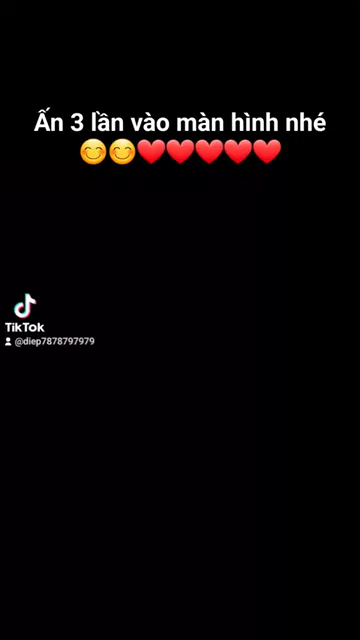 Ấn 3 lần vào màn hình nhé
😊😊❤️❤️❤️❤️❤️
TikTok
@diep7878797979